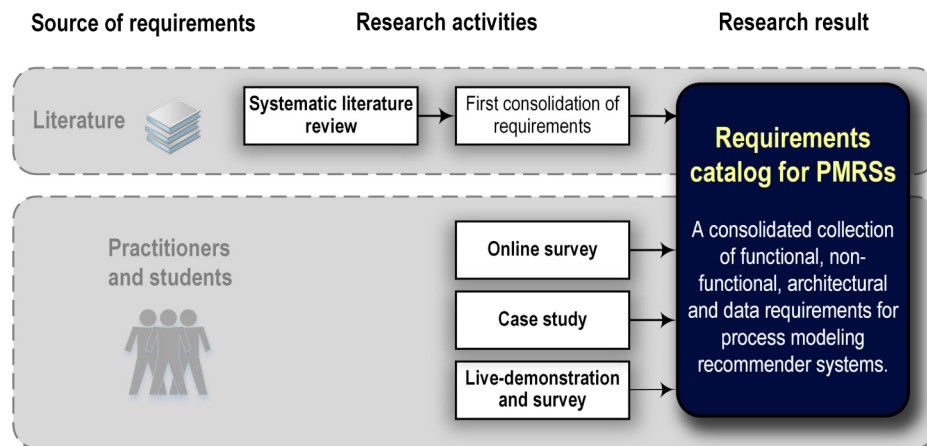 Source of requirements
Research activities
Research result
Literature
Systematic literature
review
First consolidation of
requirements
Requirements
catalog for PMRSs
A consolidated collection
of functional, non-
functional, architectural
and data requirements for
process modeling
recommender systems.
Practitioners
and students
Online survey
Case study
Live-demonstration
and survey